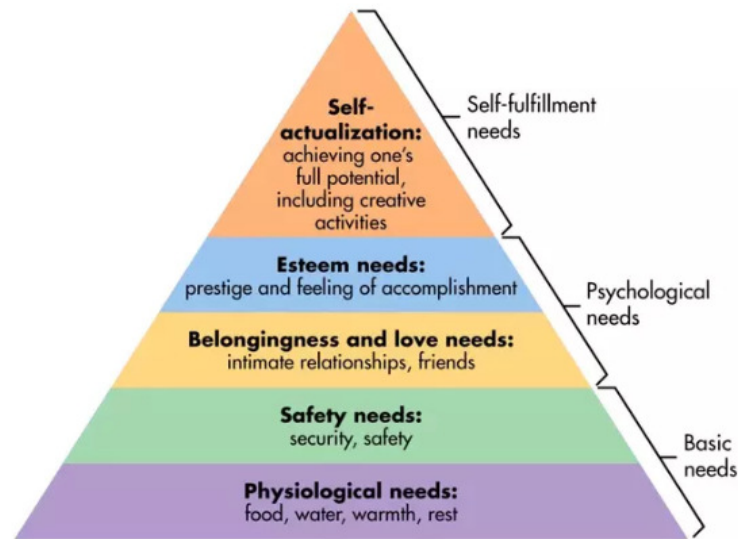 Self-
actualization:
achieving one's
full potential,
including creative
activities
Self-fulfillment
needs
Esteem needs:
prestige and feeling of accomplishment
Psychological
needs
Belongingness and love needs:
intimate relationships, friends
Safety needs:
security, safety
Basic
needs
Physiological needs:
food, water, warmth, rest